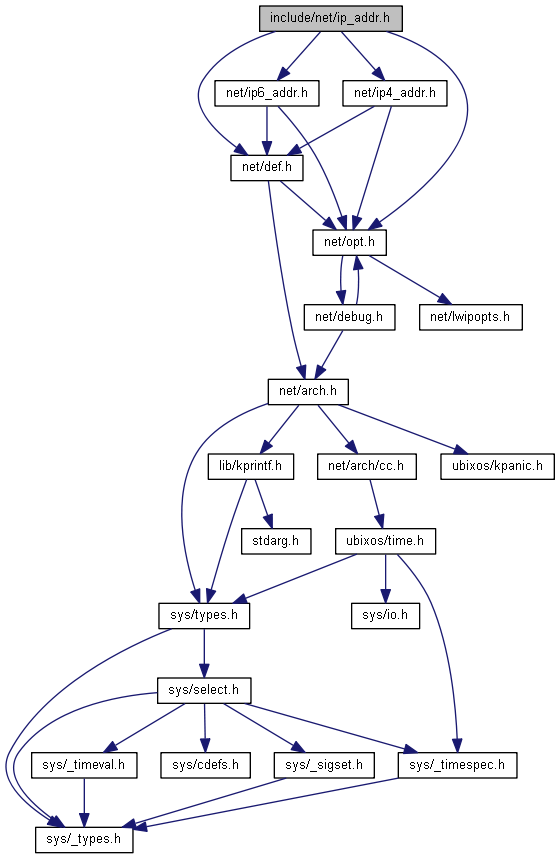 include/net/ip_addr.h
net/ip6_addr.h
net/ip4_addr.h
net/def.h
net/opt.h
net/debug.h
net/lwipopts.h
net/arch.h
lib/kprintf.h
net/arch/cc.h
ubixos/kpanic.h
stdarg.h
ubixos/time.h
sys/types.h
sys/io.h
sys/select.h
sys/_timeval.h
sys/cdefs.h
sys/_sigset.h
sys/_timespec.h
sys/_types.h